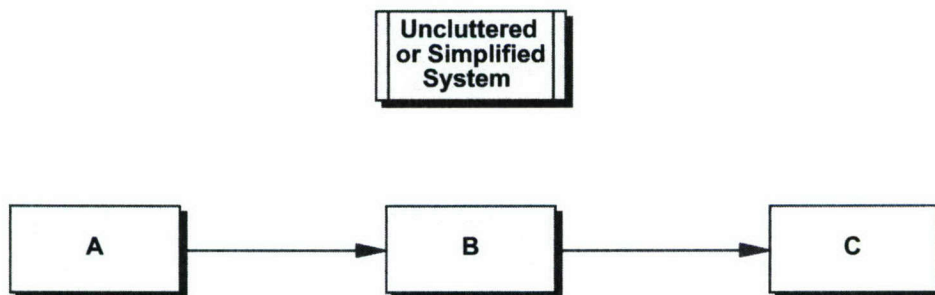 Uncluttered
or Simplified
System
A
B
C